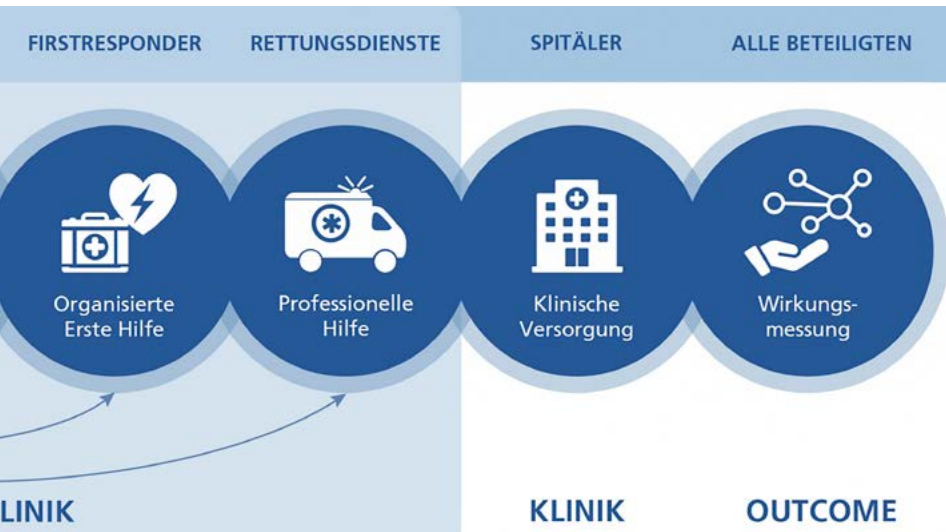 FIRSTRESPONDER
RETTUNGSDIENSTE
SPITÄLER
ALLE BETEILIGTEN
Organisierte
Erste Hilfe
Professionelle
Hilfe
Klinische
Versorgung
Wirkungs-
messung
LINIK
KLINIK
OUTCOME